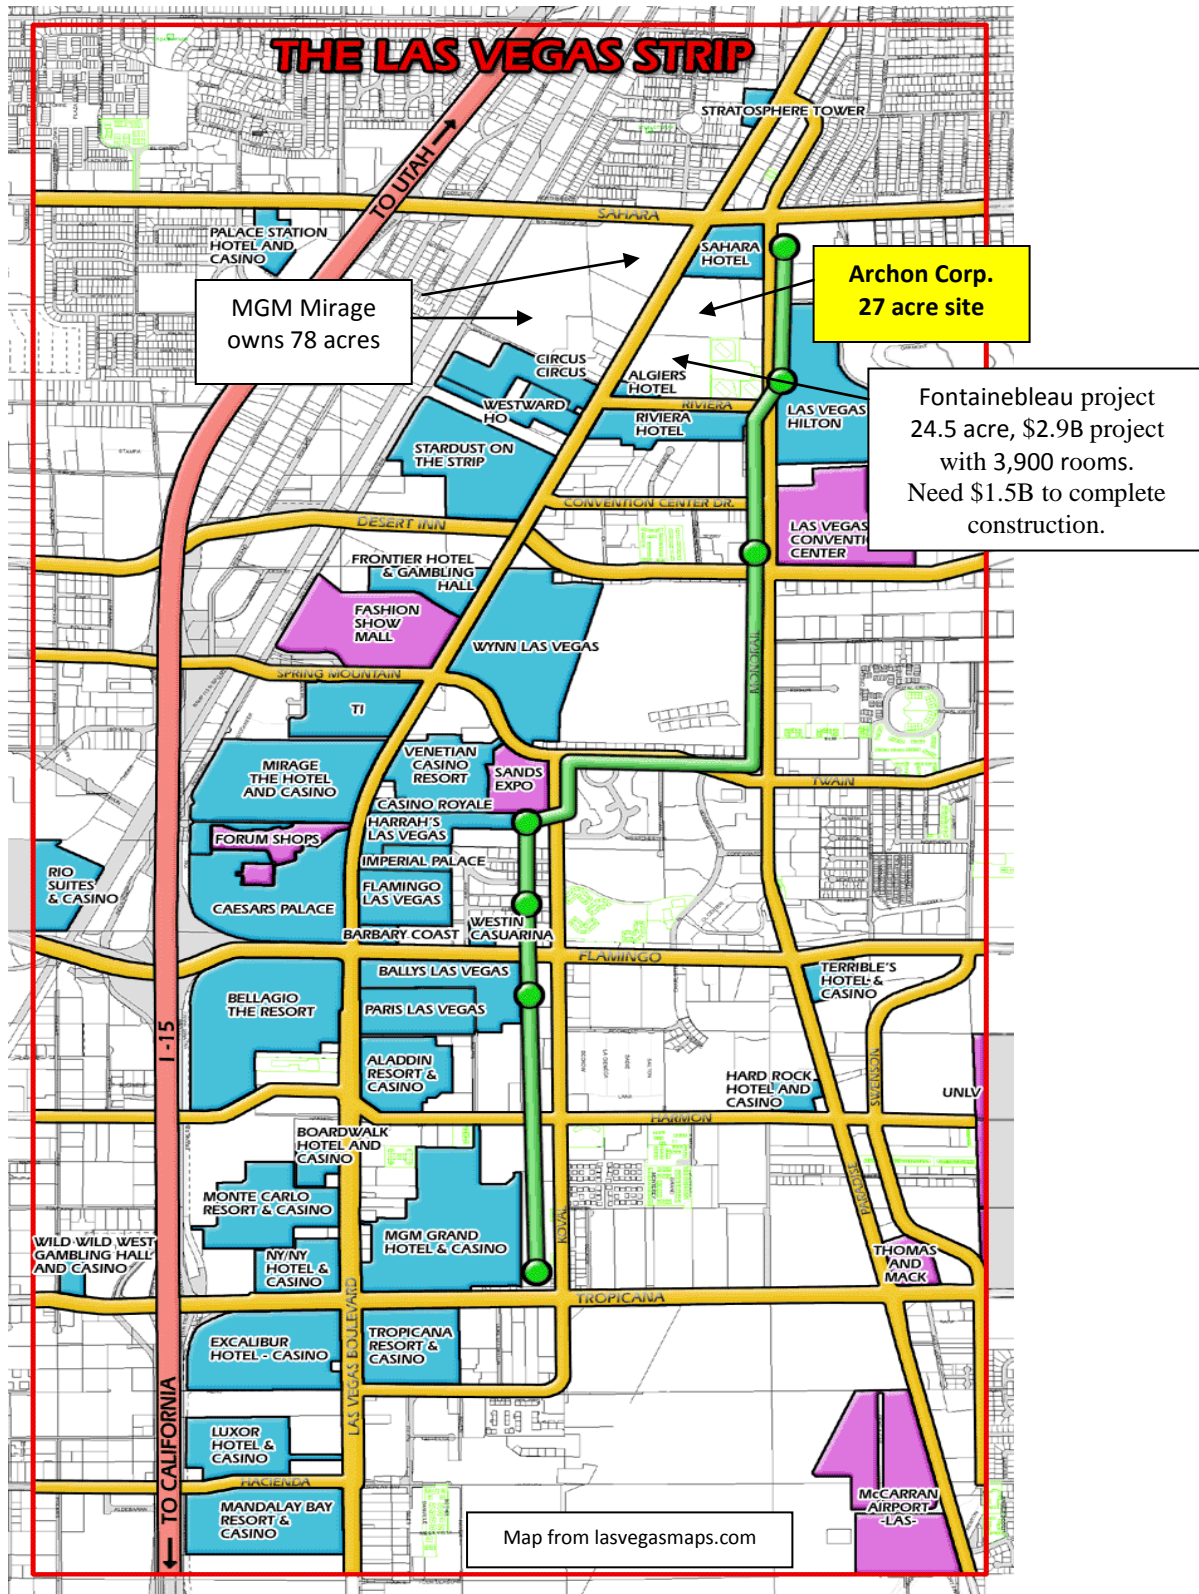 THE LAS VEGAS STRIP
STRATOSPHERE TOWER
TO UTAH
SAHARA
PALACE STATION
HOTEL AND
CASINO
SAHARA
HOTEL
Archon Corp.
27 acre site
MGM Mirage
owns 78 acres
CIRCUS
CIRCUS
ALGIERS
HOTEL
Fontainebleau project
24.5 acre, $2.9B project
with 3,900 rooms.
Need $1.5B to complete
construction.
WESTWARD
HO
RIVIERA
RIVIERA
HOTEL
LAS VEGAS
HILTON
STARDUST ON
THE STRIP
CONVENTION CENTER DR.
DESERT INN
LAS VEGAS
CONVENTI
CENTER
FRONTIER HOTEL
& GAMBLING
HALL
FASHION
SHOW
MALL
WYNN LAS VEGAS
MONORAIL
SPRING MOUNTAIN
TI
VENETIAN
CASINO
RESORT
SANDS
EXPO
MIRAGE
THE HOTEL
AND CASINO
TWAIN
CASINO ROYALE
HARRAH'S
LAS VEGAS
FORUM SHOPS
IMPERIAL PALACE
RIO
SUITES
& CASINO
FLAMINGO
LAS VEGAS
CAESARS PALACE
WESTIN
CASUARINA
BARBARY COAST
FLAMINGO
BALLYS LAS VEGAS
TERRIBLE'S
HOTEL &
CASINO
BELLAGIO
THE RESORT
PARIS LAS VEGAS
I-15
ALADDIN
RESORT &
CASINO
HARD ROCK
HOTEL AND
CASINO
SWENSON
UNLV
HARMON
BOARDWALK
HOTEL AND
CASINO
PARADISE
MONTE CARLO
RESORT & CASINO
KOVAL
MGM GRAND
HOTEL & CASINO
WILD WILD WEST
GAMBLING HALL
AND CASINO
NY/NY
HOTEL &
CASINO
THOMAS
AND
MACK
TROPICANA
LAS VEGAS BOULEVARD
EXCALIBUR
HOTEL - CASINO
TROPICANA
RESORT &
CASINO
TO CALIFORNIA
LUXOR
HOTEL &
CASINO
HACIENDA
MANDALAY BAY
RESORT &
CASINO
McCARRAN
AIRPORT
-LAS-
Map from lasvegasmaps.com